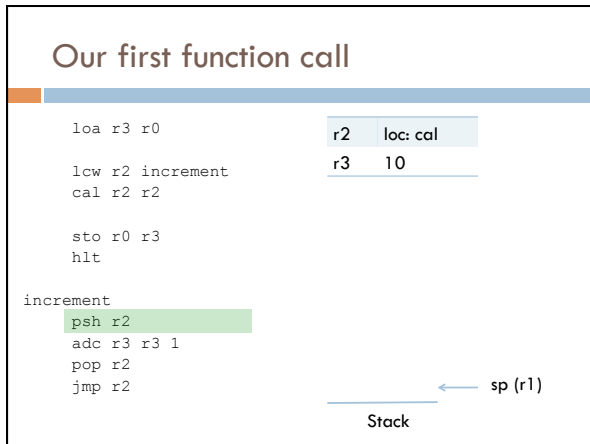 Our first function call
loa r3 r0
lcw r2 increment
cal r2 r2
sto r0 r3
hlt
increment
psh r2
adc r3 r3 1
pop r2
jmp r2
r2 loc: cal
r3 10
sp (r1)
Stack